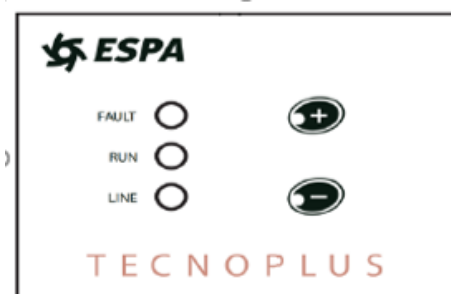 ESPA
FAULT
+
RUN
LINE
-
TECNOPLUS